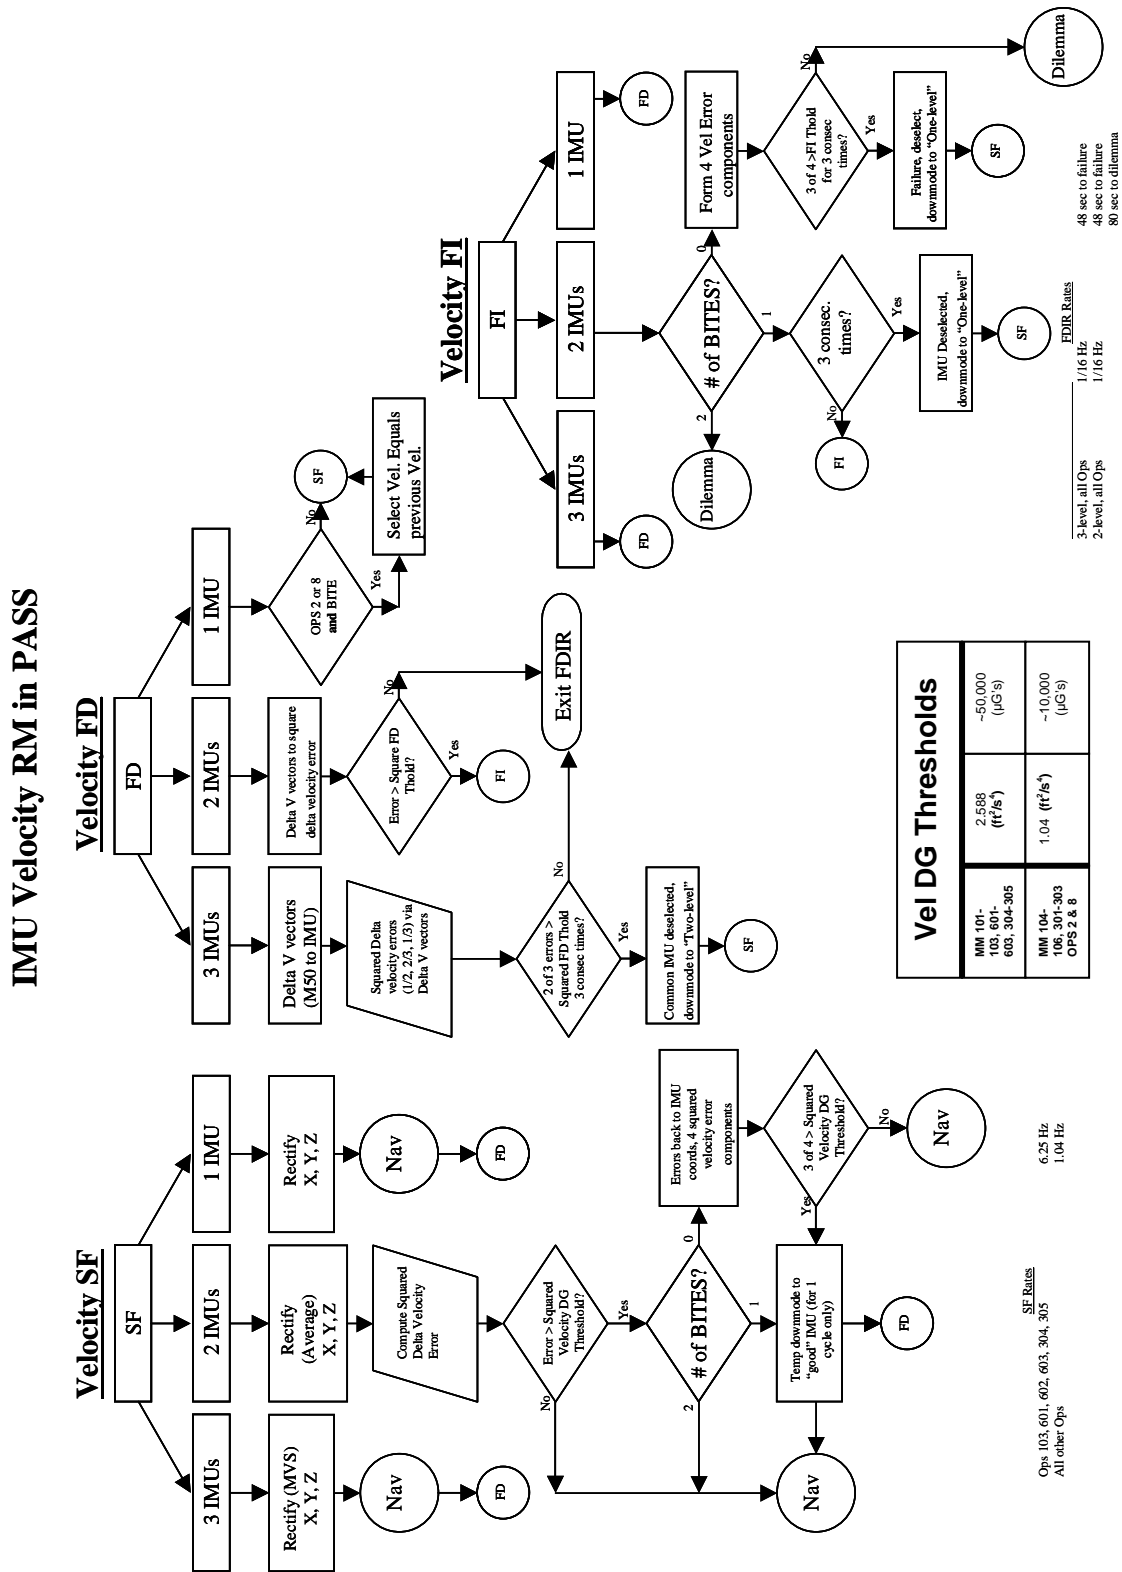 IMU Velocity RM in PASS
Velocity SF
SF
3 IMUs
2 IMUs
1 IMU
Rectify (MVS)
X, Y, Z
Rectify
(Average)
X, Y, Z
Rectify
X, Y, Z
Nav
FD
Compute Squared
Delta Velocity
Error
Nav
FD
Error > Squared
Velocity DG
Threshold?
No
Yes
# of BITES?
2
0
1
Errors back to IMU
coords, 4 squared
velocity error
components
3 of 4 > Squared
Velocity DG
Threshold?
Yes
No
Nav
Temp downmode to
“good” IMU (for 1
cycle only)
Nav
FD
SF Rates
Ops 103, 601, 602, 603, 304, 305
6.25 Hz
All other Ops
1.04 Hz
Velocity FD
FD
3 IMUs
2 IMUs
1 IMU
Delta V vectors
(M50 to IMU)
Delta V vectors to square
delta velocity error
OPS 2 or 8
and BITE
No
SF
Yes
Select Vel. Equals
previous Vel.
Squared Delta
velocity errors
(1/2, 2/3, 1/3) via
Delta V vectors
Error > Square FD
Thold?
No
Yes
FI
Exit FDIR
2 of 3 errors >
Squared FD Thold
3 consec times?
No
Yes
Common IMU deselected,
downmode to “Two-level”
SF
Vel DG Thresholds
MM 101-
103, 601-
603, 304-305
2.588
(ft²/s⁴)
~50,000
(µG's)
MM 104-
106, 301-303
OPS 2 & 8
1.04 (ft²/s⁴)
~10,000
(µG's)
Velocity FI
FI
3 IMUs
2 IMUs
1 IMU
FD
FD
# of BITES?
2
0
1
Dilemma
Form 4 Vel Error
components
3 consec.
times?
No
Yes
FI
3 of 4 >FI Thold
for 3 consec
times?
No
Yes
Dilemma
IMU Deselected,
downmode to “One-level”
Failure, deselect,
downmode to “One-level”
SF
SF
FDIR Rates
3-level, all Ops
1/16 Hz
48 sec to failure
2-level, all Ops
1/16 Hz
48 sec to failure
80 sec to dilemma